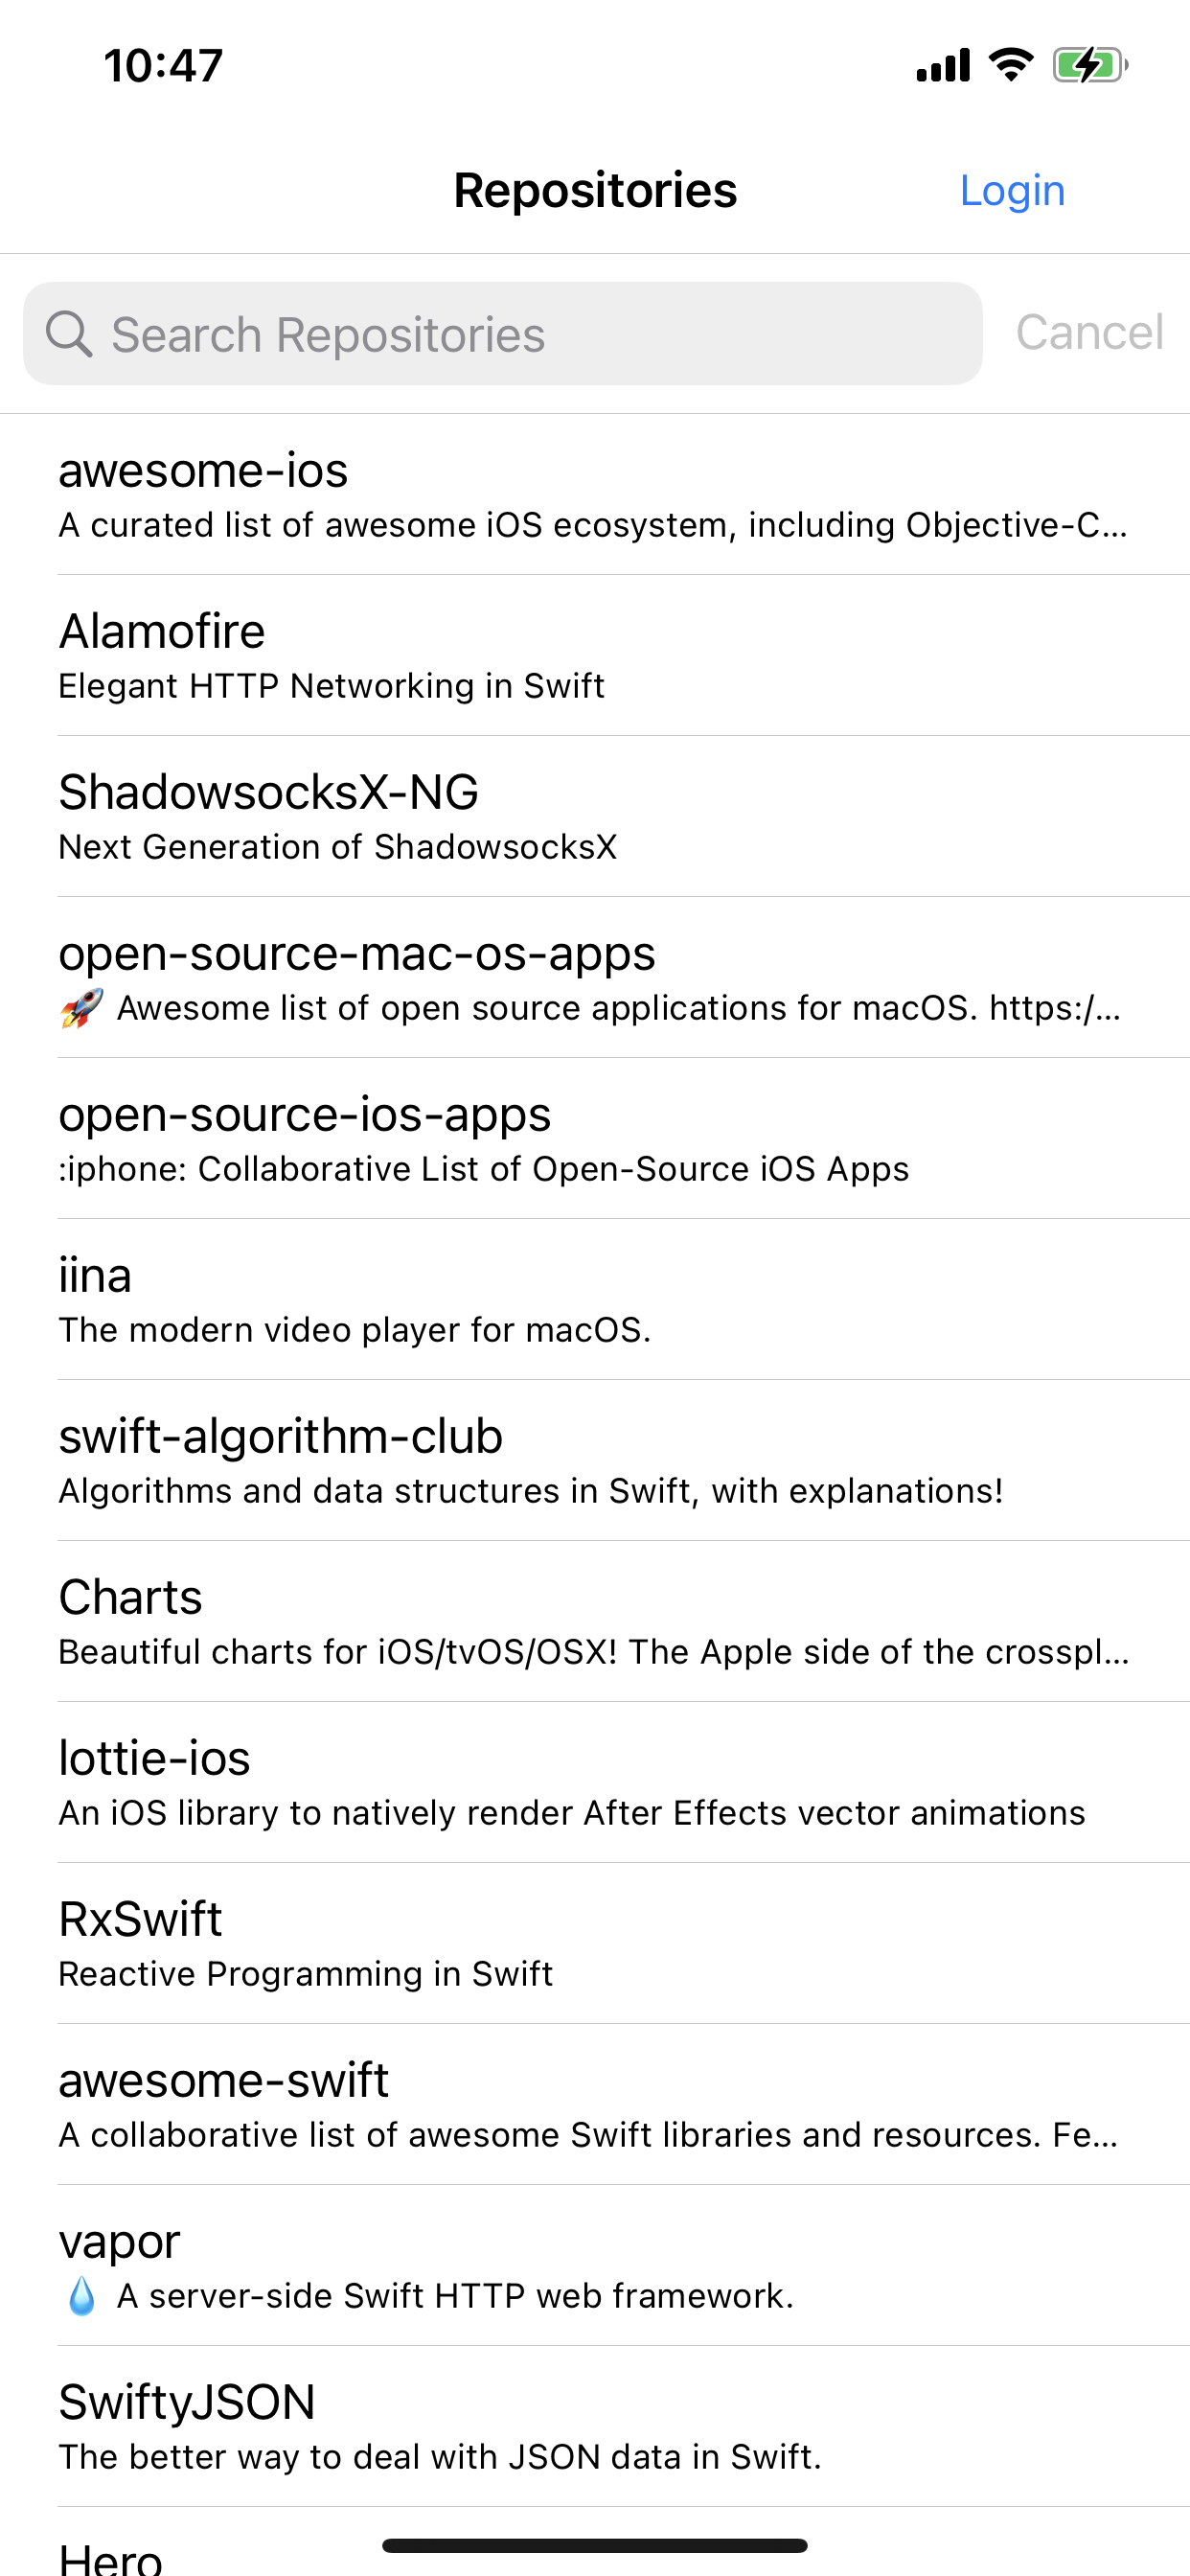 10:47
Repositories
Login
Search Repositories
Cancel
awesome-ios
A curated list of awesome iOS ecosystem, including Objective-C...
Alamofire
Elegant HTTP Networking in Swift
ShadowsocksX-NG
Next Generation of ShadowsocksX
open-source-mac-os-apps
🚀 Awesome list of open source applications for macOS. https:/...
open-source-ios-apps
:iphone: Collaborative List of Open-Source iOS Apps
iina
The modern video player for macOS.
swift-algorithm-club
Algorithms and data structures in Swift, with explanations!
Charts
Beautiful charts for iOS/tvOS/OSX! The Apple side of the crosspl...
lottie-ios
An iOS library to natively render After Effects vector animations
RxSwift
Reactive Programming in Swift
awesome-swift
A collaborative list of awesome Swift libraries and resources. Fe...
vapor
💧 A server-side Swift HTTP web framework.
SwiftyJSON
The better way to deal with JSON data in Swift.
Hero